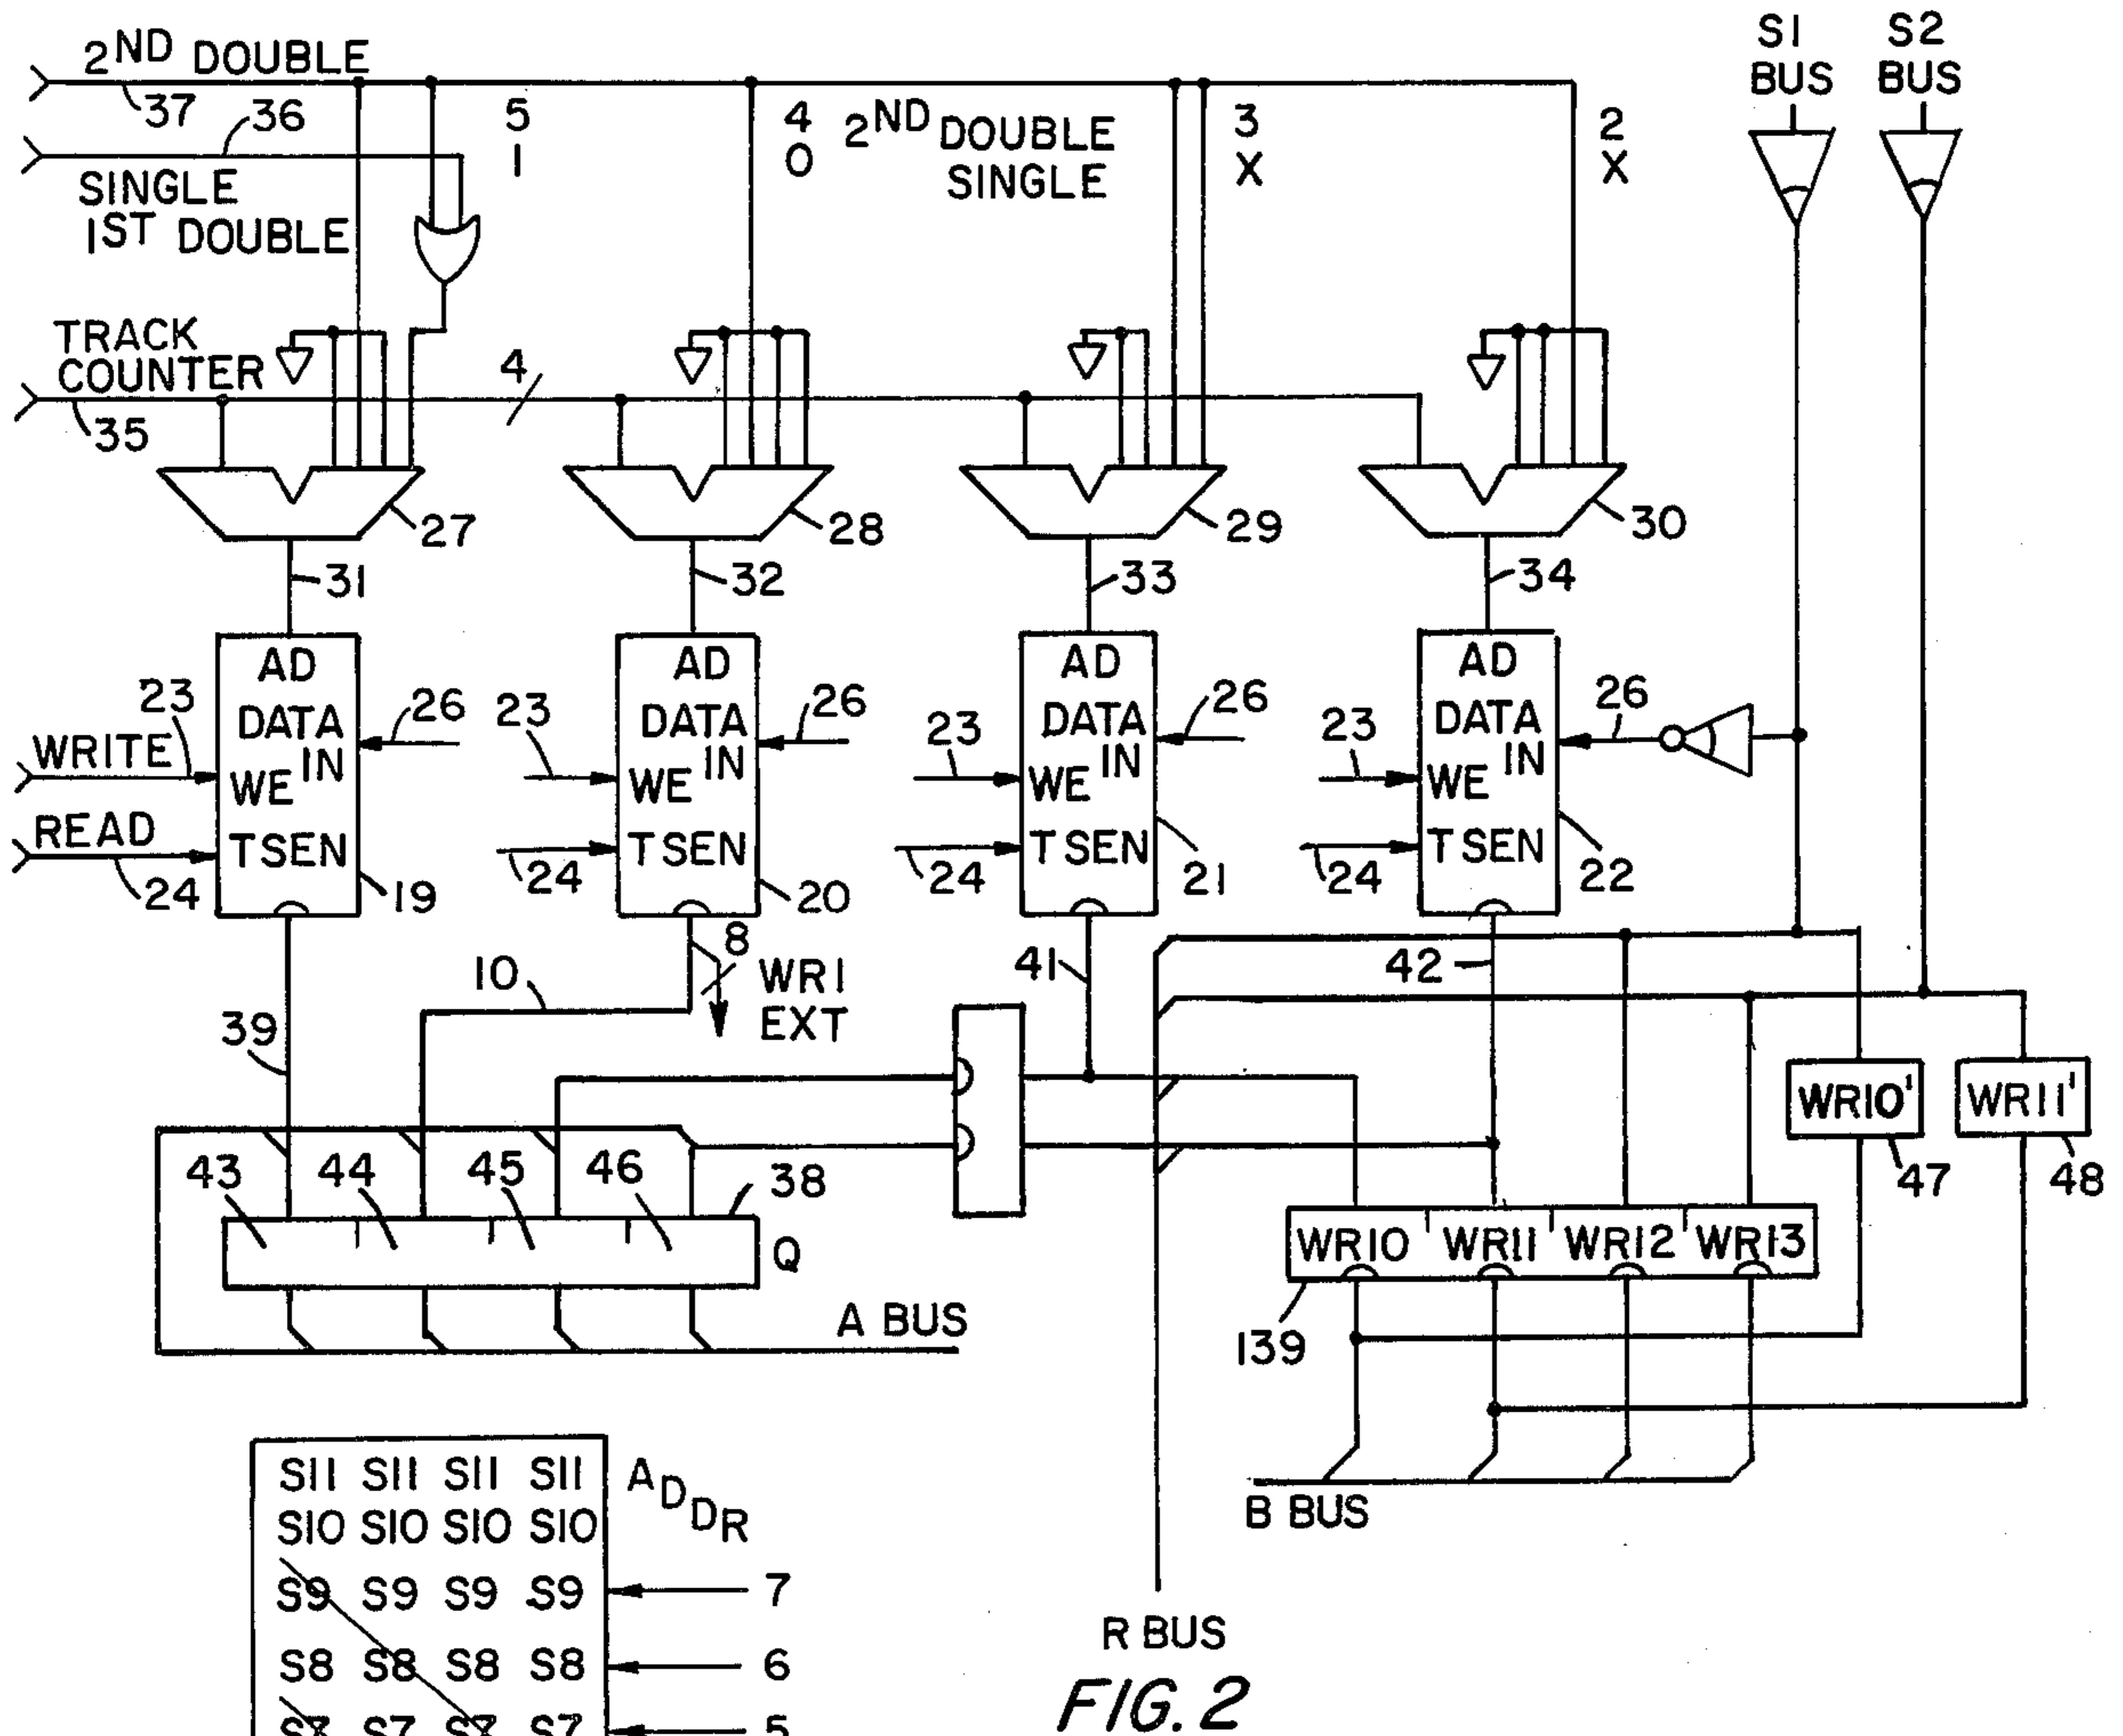 S1 BUS
S2 BUS
2ND DOUBLE
37
36
SINGLE
1ST DOUBLE
5
1
4
0
2ND DOUBLE
SINGLE
3
X
2
X
TRACK
COUNTER
35
4
27
28
29
30
31
32
33
34
WRITE
READ
23
24
AD
DATA
IN
WE
TSEN
26
19
23
24
AD
DATA
IN
WE
TSEN
26
20
23
24
AD
DATA
IN
WE
TSEN
26
21
23
24
AD
DATA
IN
WE
TSEN
26
22
39
10
8
WR1
EXT
41
42
WR10'
WR11'
47
48
43
44
45
46
38
Q
A BUS
WR10 WR11 WR12 WR13
139
B BUS
R BUS
S11 S11 S11 S11
S10 S10 S10 S10
S9 S9 S9 S9
S8 S8 S8 S8
S7 S7 S7 S7
ADDR
7
6
5
FIG. 2